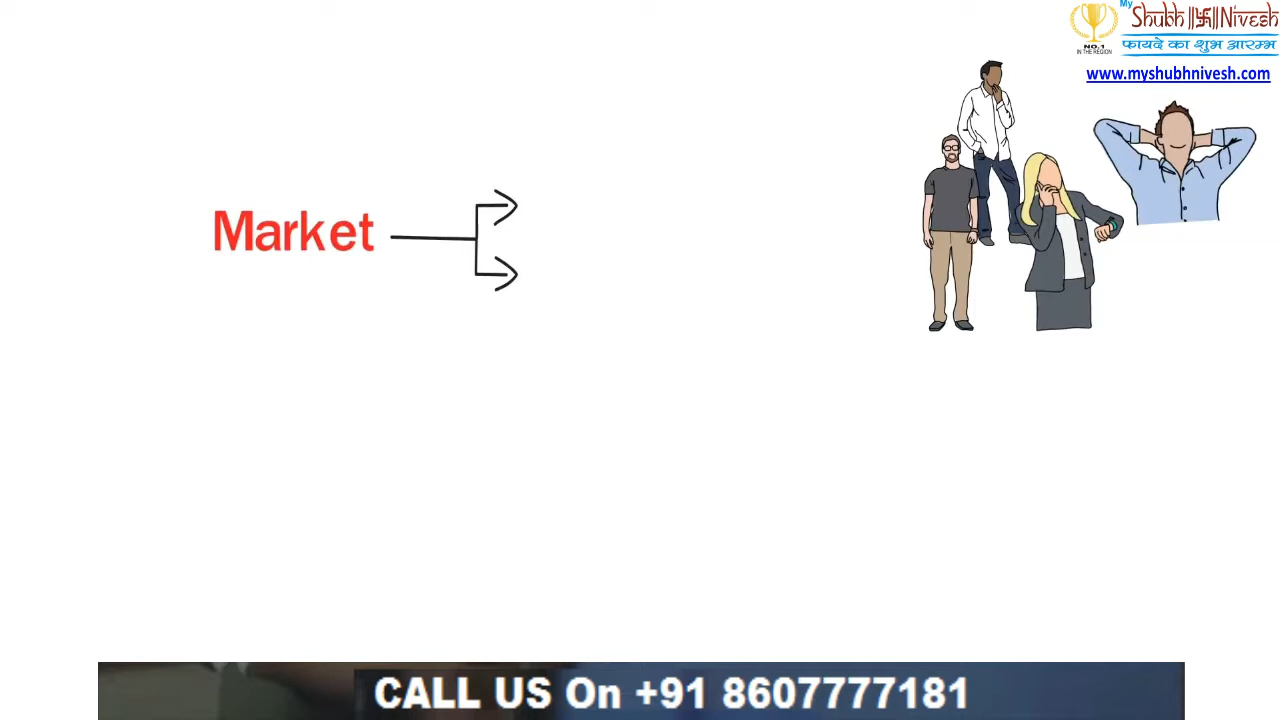 My
Shubh ||卐|| Nivesh
NO.1
IN THE REGION
फायदे का शुभ आरम्भ
www.myshubhnivesh.com
Market
CALL US On +91 8607777181